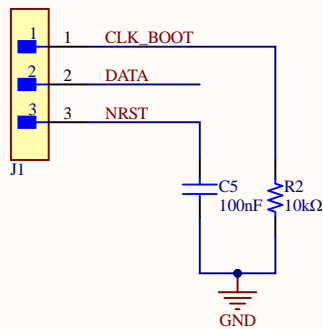 1 1 CLK_BOOT
2 2 DATA
3 3 NRST
J1
C5
100nF
R2
10kΩ
GND